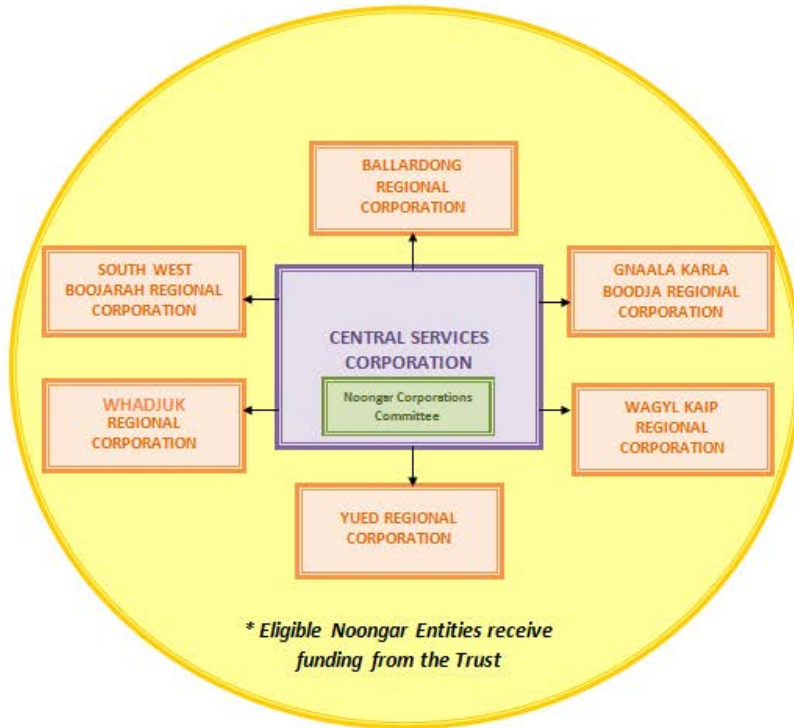 BALLARDONG
REGIONAL
CORPORATION
SOUTH WEST
BOOJARAH REGIONAL
CORPORATION
GNAALA KARLA
BOODJA REGIONAL
CORPORATION
CENTRAL SERVICES
CORPORATION
Noongar Corporations
Committee
WHADJUK
REGIONAL
CORPORATION
WAGYL KAIP
REGIONAL
CORPORATION
YUED REGIONAL
CORPORATION
* Eligible Noongar Entities receive
funding from the Trust